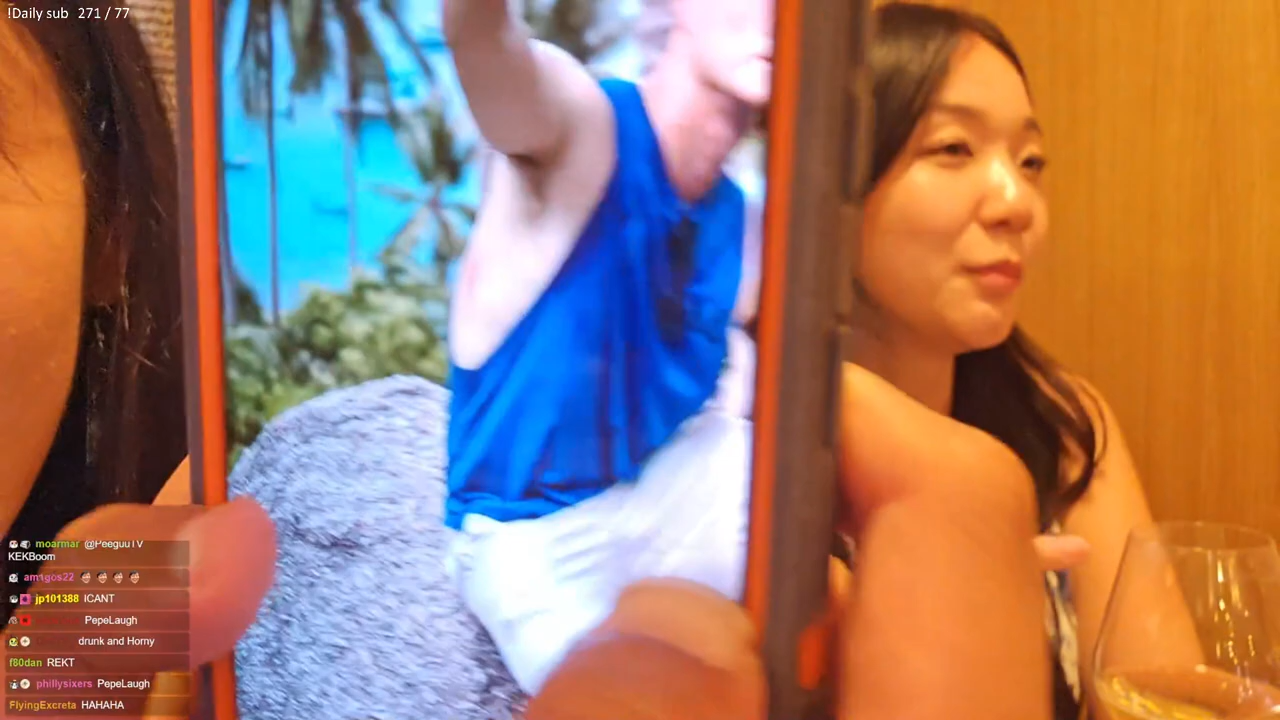 !Daily sub 271 / 77
moarmar @PeeguuTV
KEKBoom
am1gos22
jp101388 ICANT
PepeLaugh
drunk and Horny
f80dan REKT
phillysixers PepeLaugh
FlyingExcreta HAHAHA